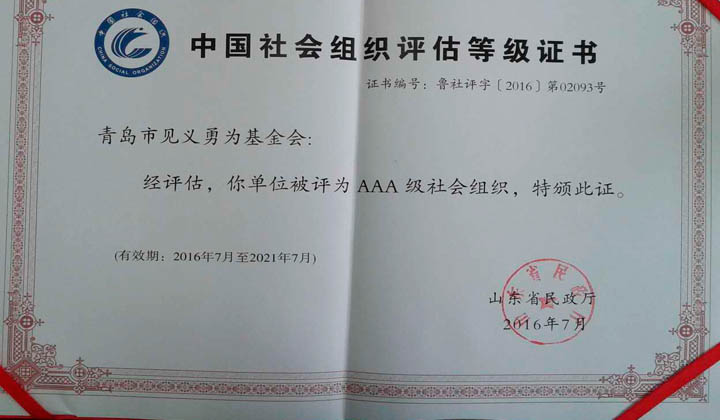 中国社会组织评估等级证书
CHINA SOCIAL ORGANIZATION
证书编号：鲁社评字〔2016〕第02093号
青岛市见义勇为基金会：
经评估，你单位被评为 AAA 级社会组织，特颁此证。
(有效期：2016年7月至2021年7月)
山东省民政厅
2016年7月